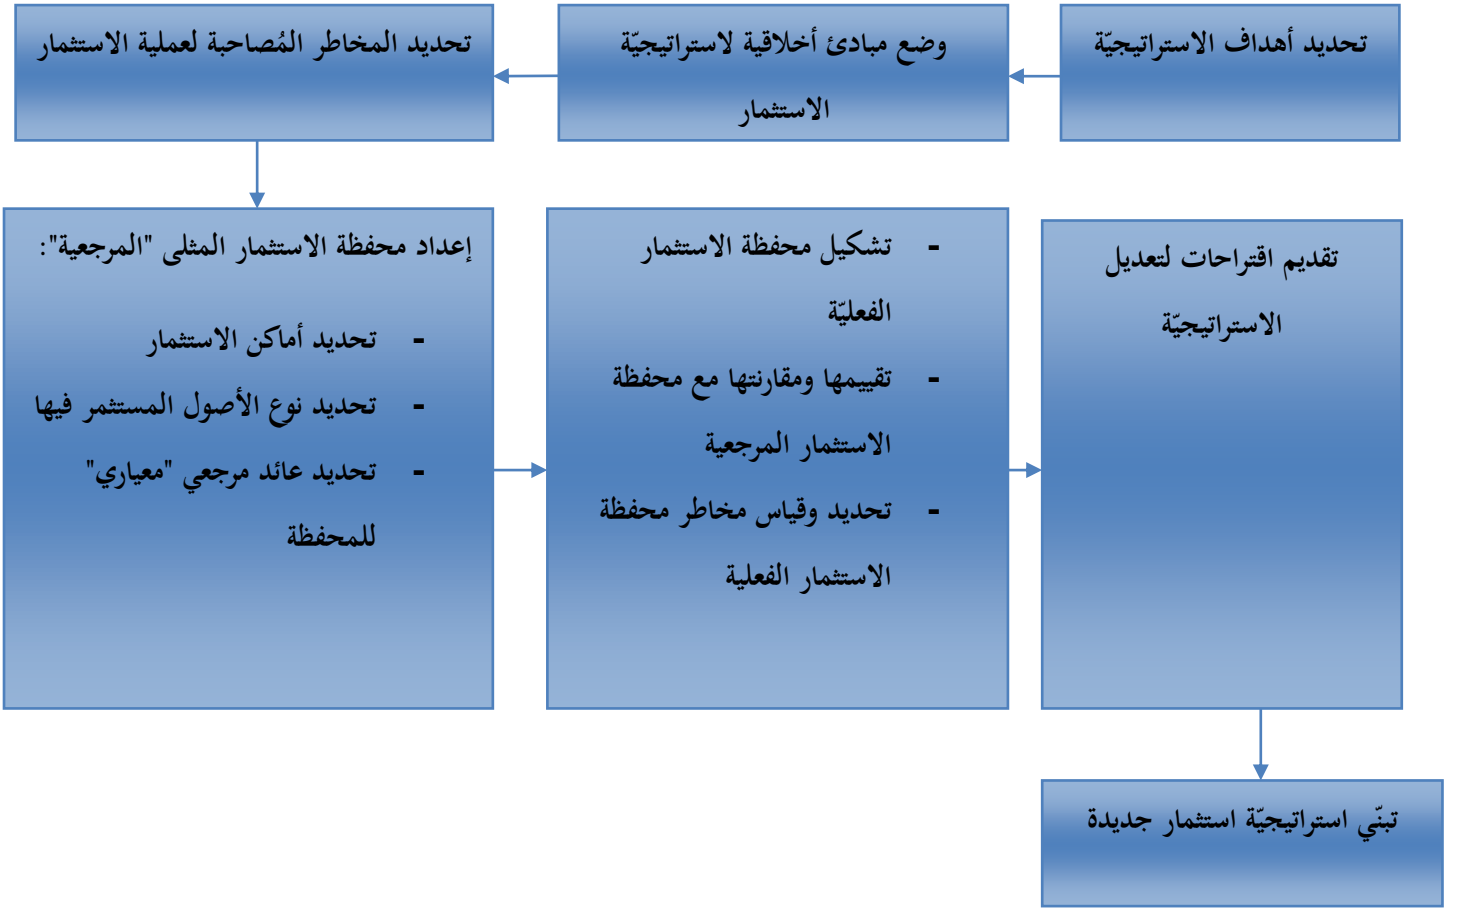 تحديد أهداف الاستراتيجيّة
وضع مبادئ أخلاقية لاستراتيجيّة
الاستثمار
تحديد المخاطر المُصاحبة لعملية الاستثمار
إعداد محفظة الاستثمار المثلى "المرجعية":
- تحديد أماكن الاستثمار
- تحديد نوع الأصول المستثمر فيها
- تحديد عائد مرجعي "معياري"
للمحفظة
- تشكيل محفظة الاستثمار
الفعليّة
- تقييمها ومقارنتها مع محفظة
الاستثمار المرجعية
- تحديد وقياس مخاطر محفظة
الاستثمار الفعلية
تقديم اقتراحات لتعديل
الاستراتيجيّة
تبنّي استراتيجيّة استثمار جديدة